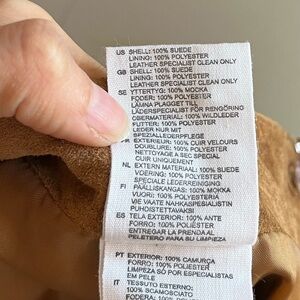 US SHELL: 100% SUEDE
LINING: 100% POLYESTER
LEATHER SPECIALIST CLEAN ONLY
GB SHELL: 100% SUEDE
LINING: 100% POLYESTER
LEATHER SPECIALIST CLEAN ONLY
SE YTTERTYG: 100% MOCKA
FODER: 100% POLYESTER
LÄMNA PLAGGET TILL
LÄDERSPECIALIST FÖR RENGÖRING
OBERMATERIAL: 100% WILDLEDER
FUTTER: 100% POLYESTER
LEDER NUR MIT
SPEZIALLEDERPFLEGE
FR EXTERIEUR: 100% CUIR VELOURS
DOUBLURE: 100% POLYESTER
NETTOYAGE A SEC SPECIAL
CUIR UNIQUEMENT
NL EXTERN MATERIAAL: 100% SUEDE
VOERING: 100% POLYESTER
SPECIALE LEDERREINIGING
FI PÄÄLLISKANGAS: 100% MOKKA
VUORI: 100% POLYESTERI
VIE VAATE NAHKASPESIALISTIN
PUHDISTETTAVAKSI
ES TELA EXTERIOR: 100% ANTE
FORRO: 100% POLIÉSTER
ENTREGAR LA PRENDA AL
PELETERO PARA SU LIMPIEZA
PT EXTERIOR: 100% CAMURÇA
FORRO: 100% POLIÉSTER
LIMPEZA SÓ POR ESPECIALISTAS
EM PELE
IT TESSUTO ESTERNO:
100% SCAMOSCIATO
FODERA: 100%